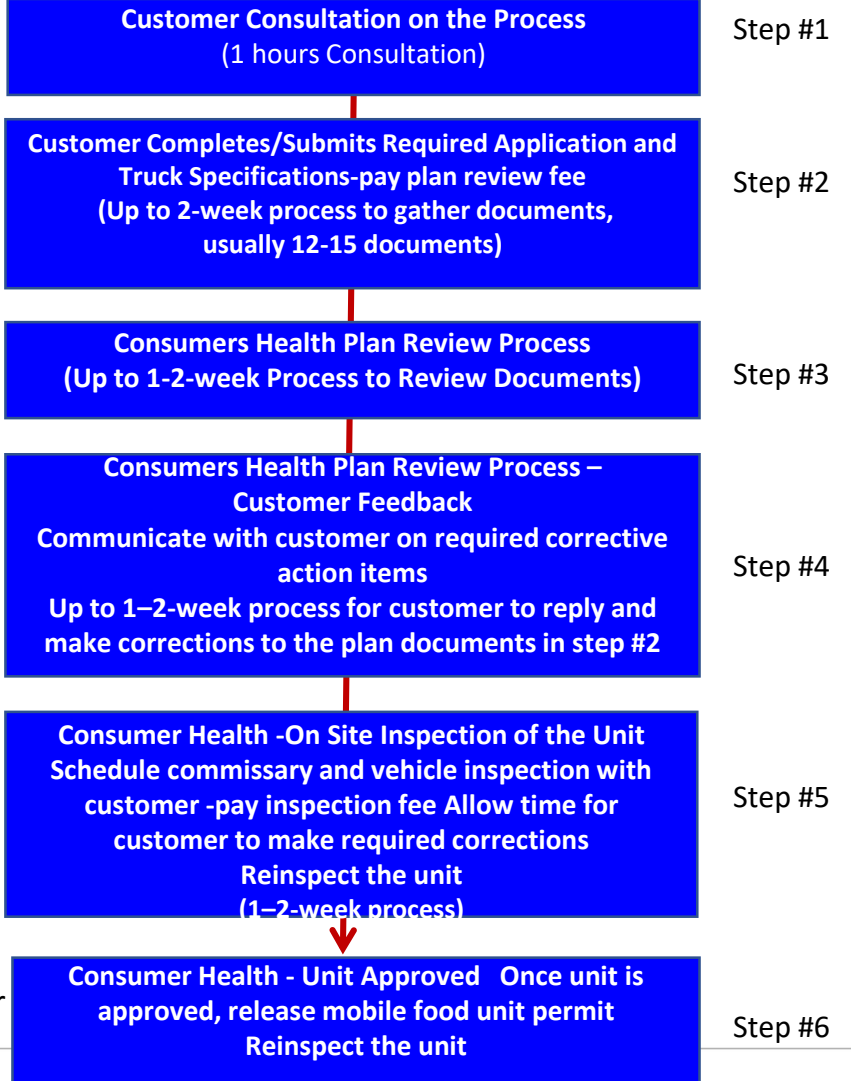 Customer Consultation on the Process
(1 hours Consultation)
Step #1
Customer Completes/Submits Required Application and
Truck Specifications-pay plan review fee
(Up to 2-week process to gather documents,
usually 12-15 documents)
Step #2
Consumers Health Plan Review Process
(Up to 1-2-week Process to Review Documents)
Step #3
Consumers Health Plan Review Process –
Customer Feedback
Communicate with customer on required corrective
action items
Up to 1–2-week process for customer to reply and
make corrections to the plan documents in step #2
Step #4
Consumer Health -On Site Inspection of the Unit
Schedule commissary and vehicle inspection with
customer -pay inspection fee Allow time for
customer to make required corrections
Reinspect the unit
(1–2-week process)
Step #5
Consumer Health - Unit Approved   Once unit is
approved, release mobile food unit permit
Reinspect the unit
Step #6